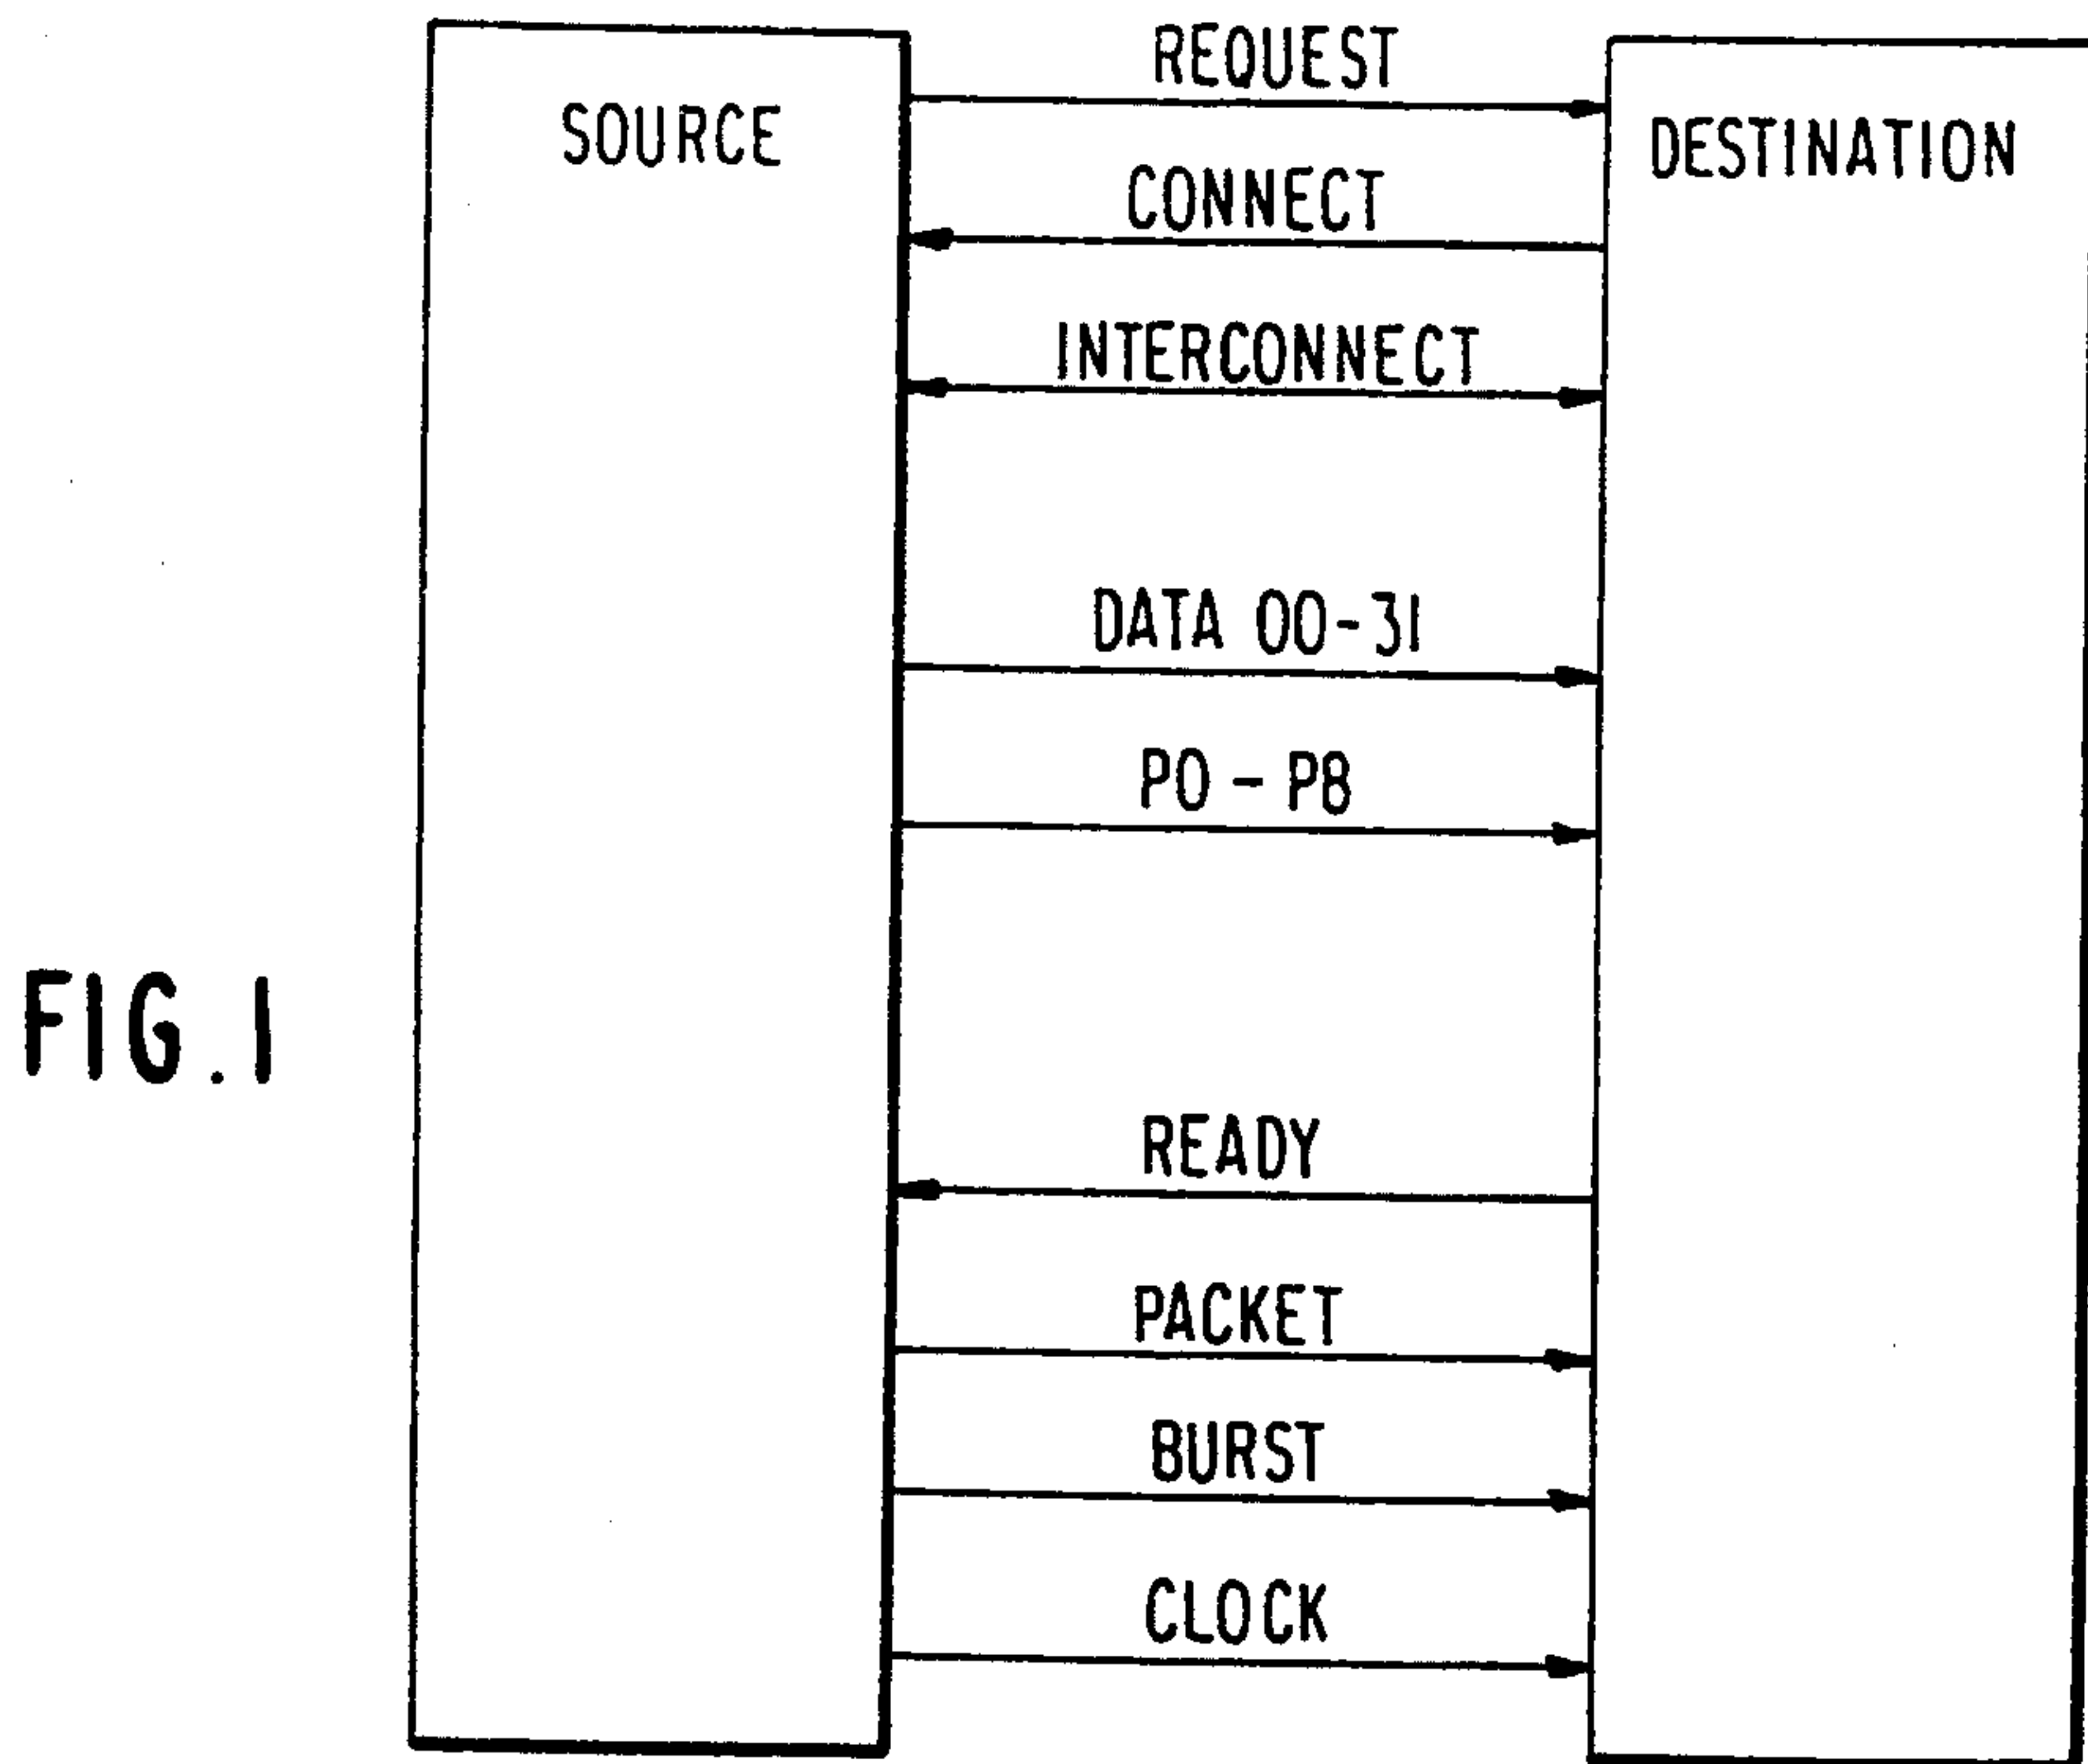 REQUEST
SOURCE
DESTINATION
CONNECT
INTERCONNECT
DATA 00-31
P0 - P8
FIG. 1
READY
PACKET
BURST
CLOCK